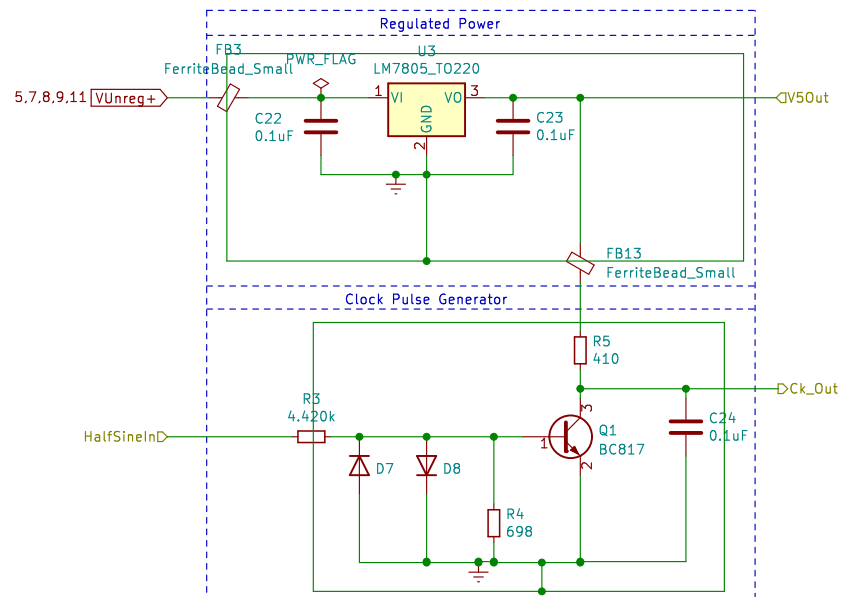 Regulated Power
FB3
FerriteBead_Small
PWR_FLAG
U3
LM7805_TO220
5,7,8,9,11 VUnreg+
1 VI VO 3
GND
2
C22
0.1uF
C23
0.1uF
V5Out
FB13
FerriteBead_Small
Clock Pulse Generator
R5
410
Ck_Out
R3
4.420k
HalfSineIn
D7
D8
3
1
2
Q1
BC817
C24
0.1uF
R4
698